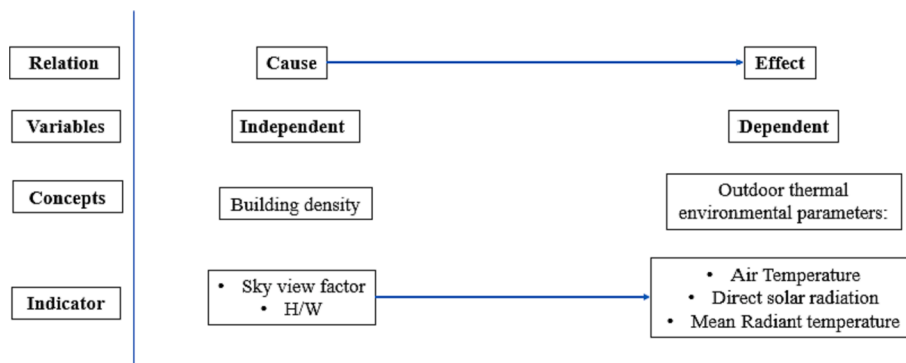 Relation
Cause
Effect
Variables
Independent
Dependent
Concepts
Building density
Outdoor thermal
environmental parameters:
Indicator
• Sky view factor
• H/W
• Air Temperature
• Direct solar radiation
• Mean Radiant temperature